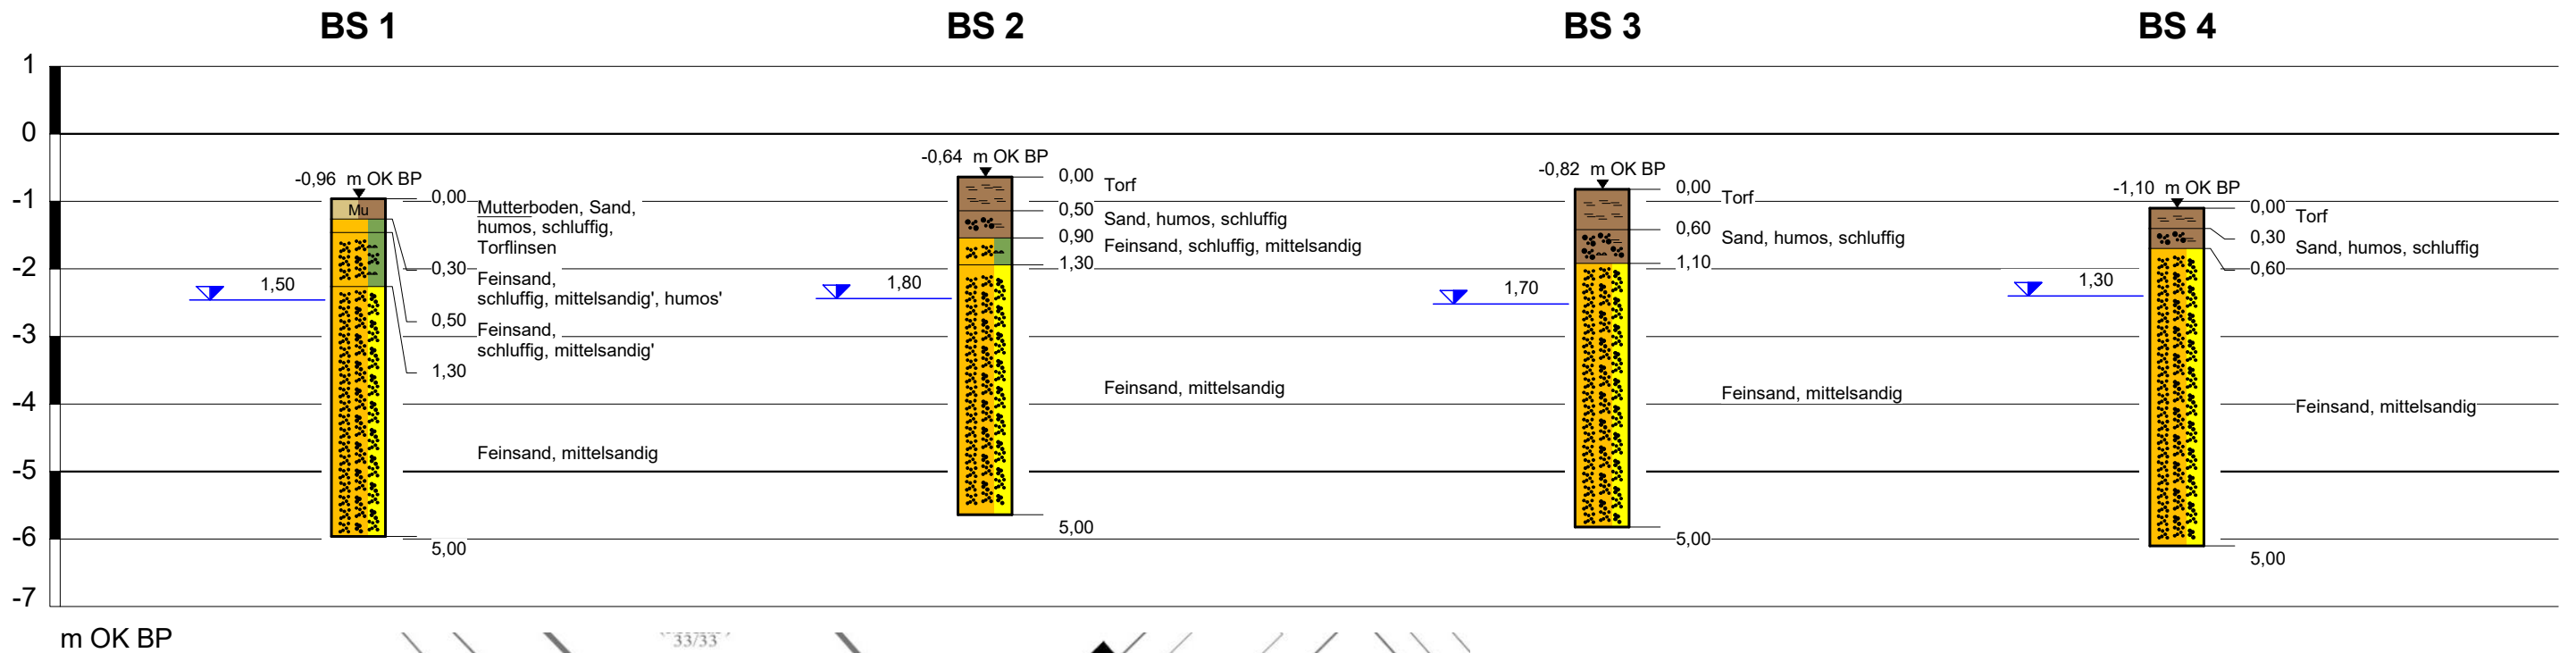 BS 1
BS 2
BS 3
BS 4
1
0
-1
-2
-3
-4
-5
-6
-7
m OK BP
-0,96 m OK BP
Mu
1,50
0,00
0,30
0,50
1,30
5,00
Mutterboden, Sand,
humos, schluffig,
Torflinsen
Feinsand,
schluffig, mittelsandig', humos'
Feinsand,
schluffig, mittelsandig'
Feinsand, mittelsandig
-0,64 m OK BP
1,80
0,00
0,50
0,90
1,30
5,00
Torf
Sand, humos, schluffig
Feinsand, schluffig, mittelsandig
Feinsand, mittelsandig
-0,82 m OK BP
1,70
0,00
0,60
1,10
5,00
Torf
Sand, humos, schluffig
Feinsand, mittelsandig
-1,10 m OK BP
1,30
0,00
0,30
0,60
5,00
Torf
Sand, humos, schluffig
Feinsand, mittelsandig
33/33